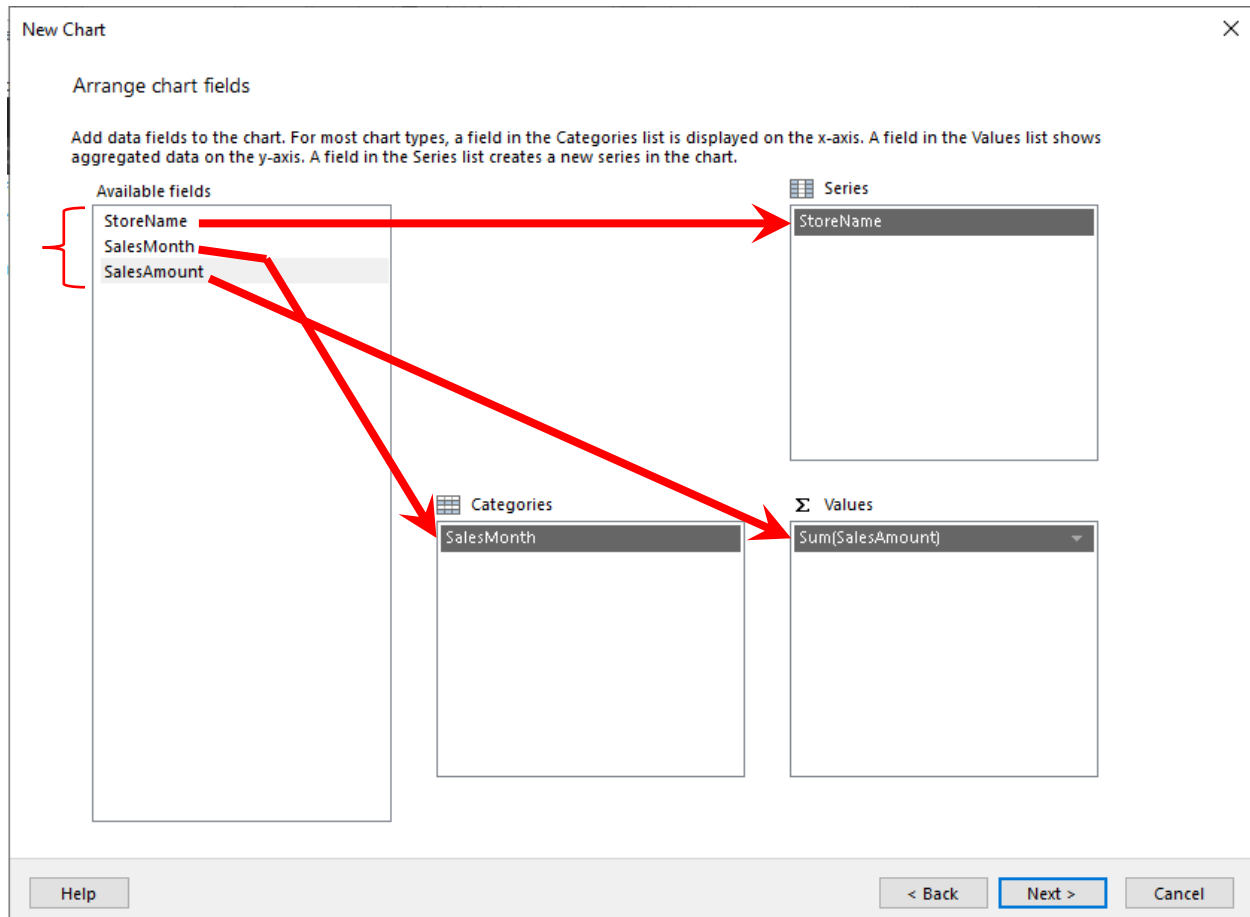 New Chart
Arrange chart fields
Add data fields to the chart. For most chart types, a field in the Categories list is displayed on the x-axis. A field in the Values list shows
aggregated data on the y-axis. A field in the Series list creates a new series in the chart.
Available fields
StoreName
SalesMonth
SalesAmount
Series
StoreName
Categories
SalesMonth
Σ Values
Sum(SalesAmount)
Help
< Back
Next >
Cancel